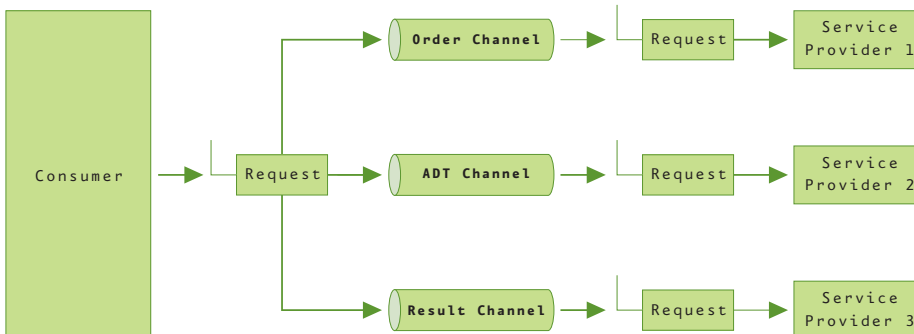 Consumer
Request
Order Channel
Request
Service
Provider 1
ADT Channel
Request
Service
Provider 2
Result Channel
Request
Service
Provider 3